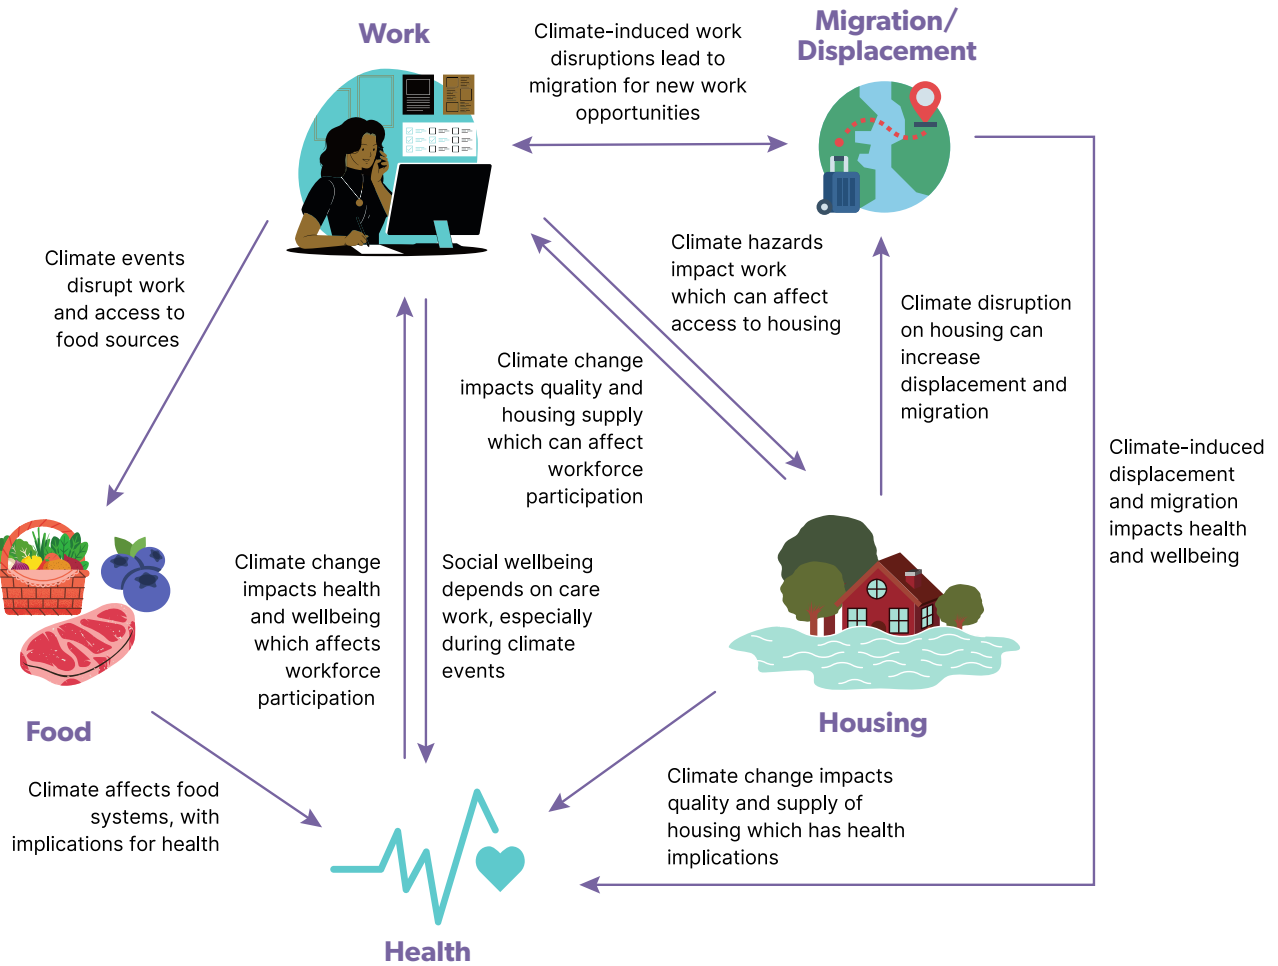 Work
Climate-induced work
disruptions lead to
migration for new work
opportunities
Migration/
Displacement
Climate events
disrupt work
and access to
food sources
Climate hazards
impact work
which can affect
access to housing
Climate disruption
on housing can
increase
displacement and
migration
Climate change
impacts quality and
housing supply
which can affect
workforce
participation
Climate-induced
displacement
and migration
impacts health
and wellbeing
Climate change
impacts health
and wellbeing
which affects
workforce
participation
Social wellbeing
depends on care
work, especially
during climate
events
Food
Housing
Climate affects food
systems, with
implications for health
Climate change impacts
quality and supply of
housing which has health
implications
Health